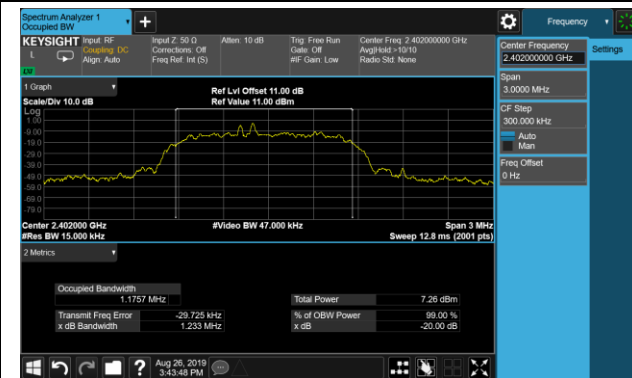 Spectrum Analyzer 1
Occupied BW
+
Frequency
KEYSIGHT
L
Input: RF
Coupling: DC
Align: Auto
Input Z: 50 Ω
Corrections: Off
Freq Ref: Int (S)
Atten: 10 dB
Trig: Free Run
Gate: Off
#IF Gain: Low
Center Freq: 2.402000000 GHz
Avg|Hold:>10/10
Radio Std: None
Center Frequency
2.402000000 GHz
Settings
Span
3.0000 MHz
CF Step
300.000 kHz
Auto
Man
Freq Offset
0 Hz
1 Graph
Scale/Div 10.0 dB
Ref Lvl Offset 11.00 dB
Ref Value 11.00 dBm
Log
1.00
-9.00
-19.0
-29.0
-39.0
-49.0
-59.0
-69.0
-79.0
Center 2.402000 GHz
#Res BW 15.000 kHz
#Video BW 47.000 kHz
Span 3 MHz
Sweep 12.8 ms (2001 pts)
2 Metrics
Occupied Bandwidth
1.1757 MHz
Total Power 7.26 dBm
Transmit Freq Error -29.725 kHz
% of OBW Power 99.00 %
x dB Bandwidth 1.233 MHz
x dB -20.00 dB
?
Aug 26, 2019
3:43:48 PM